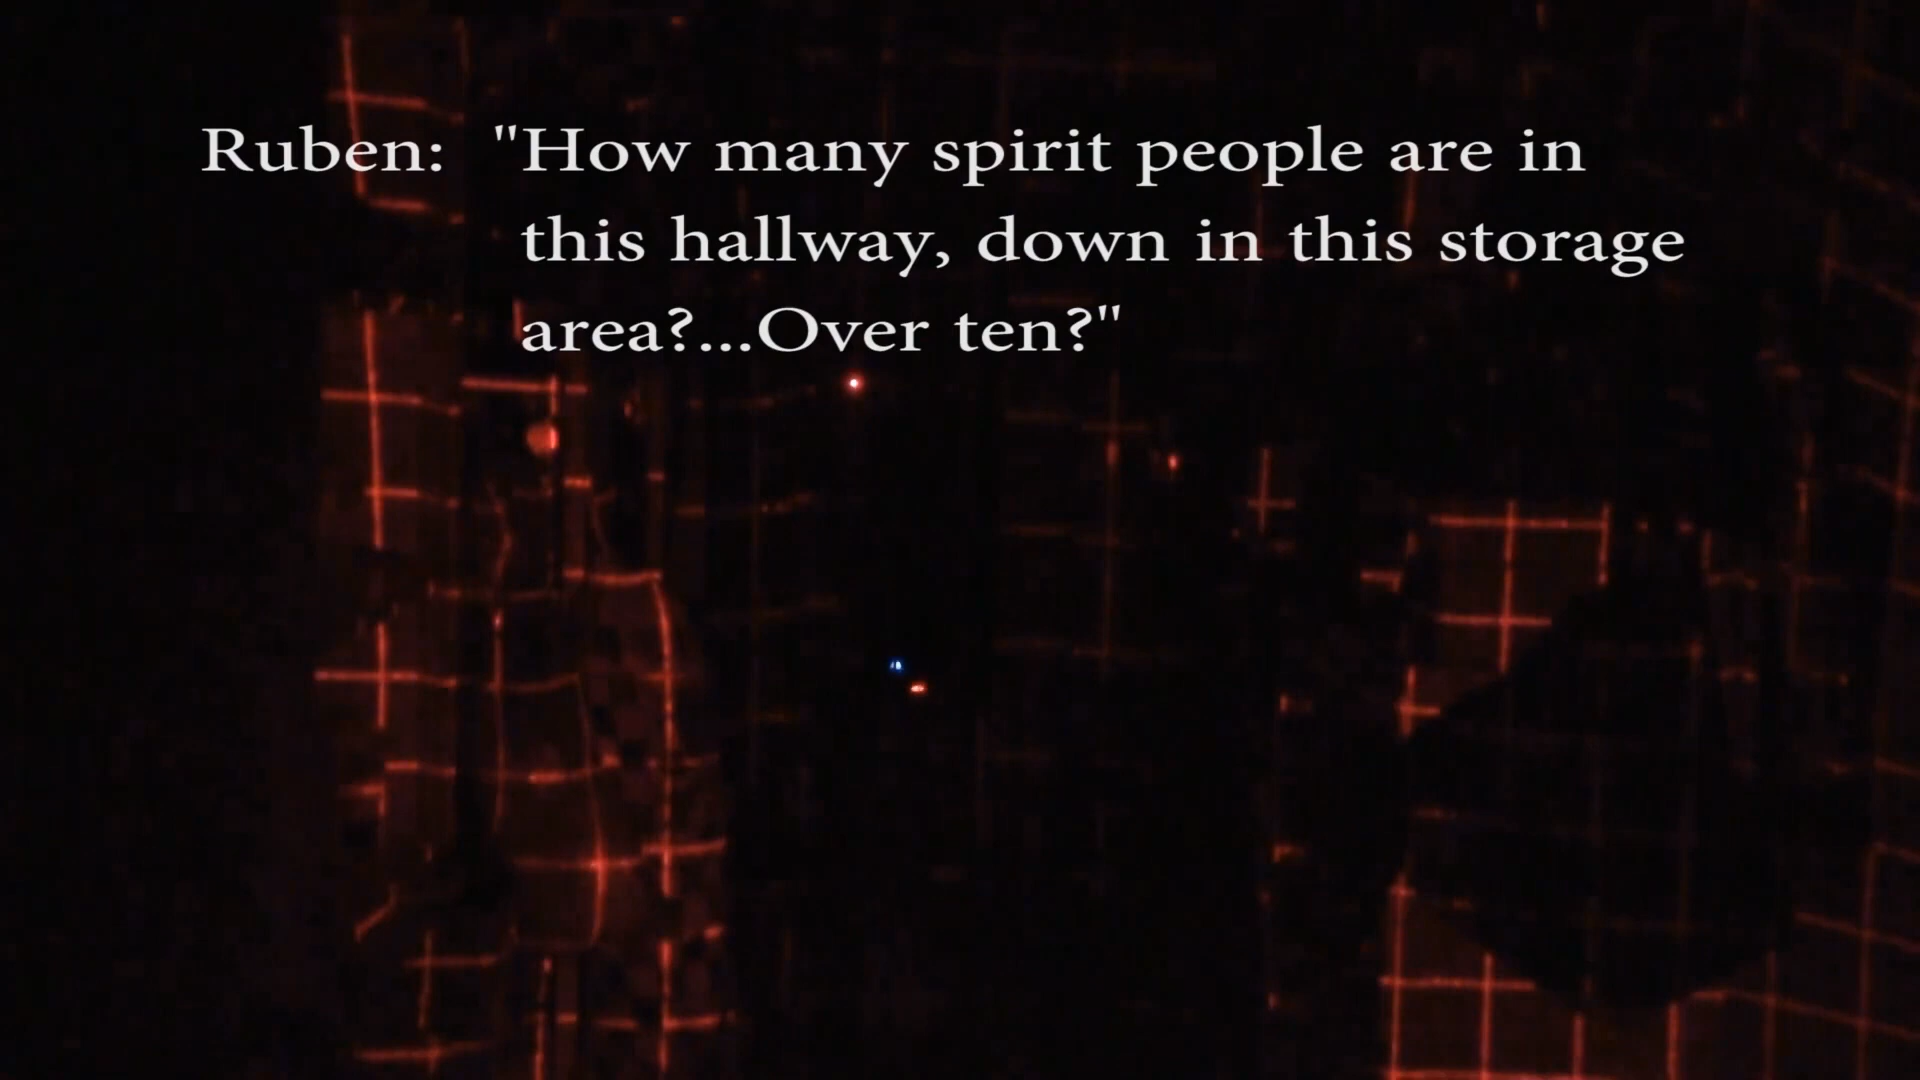 Ruben: "How many spirit people are in
this hallway, down in this storage
area?...Over ten?"